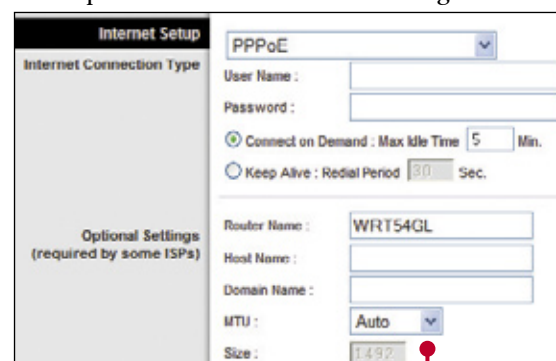 Internet Setup
Internet Connection Type
PPPoE
User Name :
Password :
Connect on Demand : Max Idle Time 5 Min.
Keep Alive : Redial Period 30 Sec.
Optional Settings
(required by some ISPs)
Router Name : WRT54GL
Host Name :
Domain Name :
MTU : Auto
Size : 1492